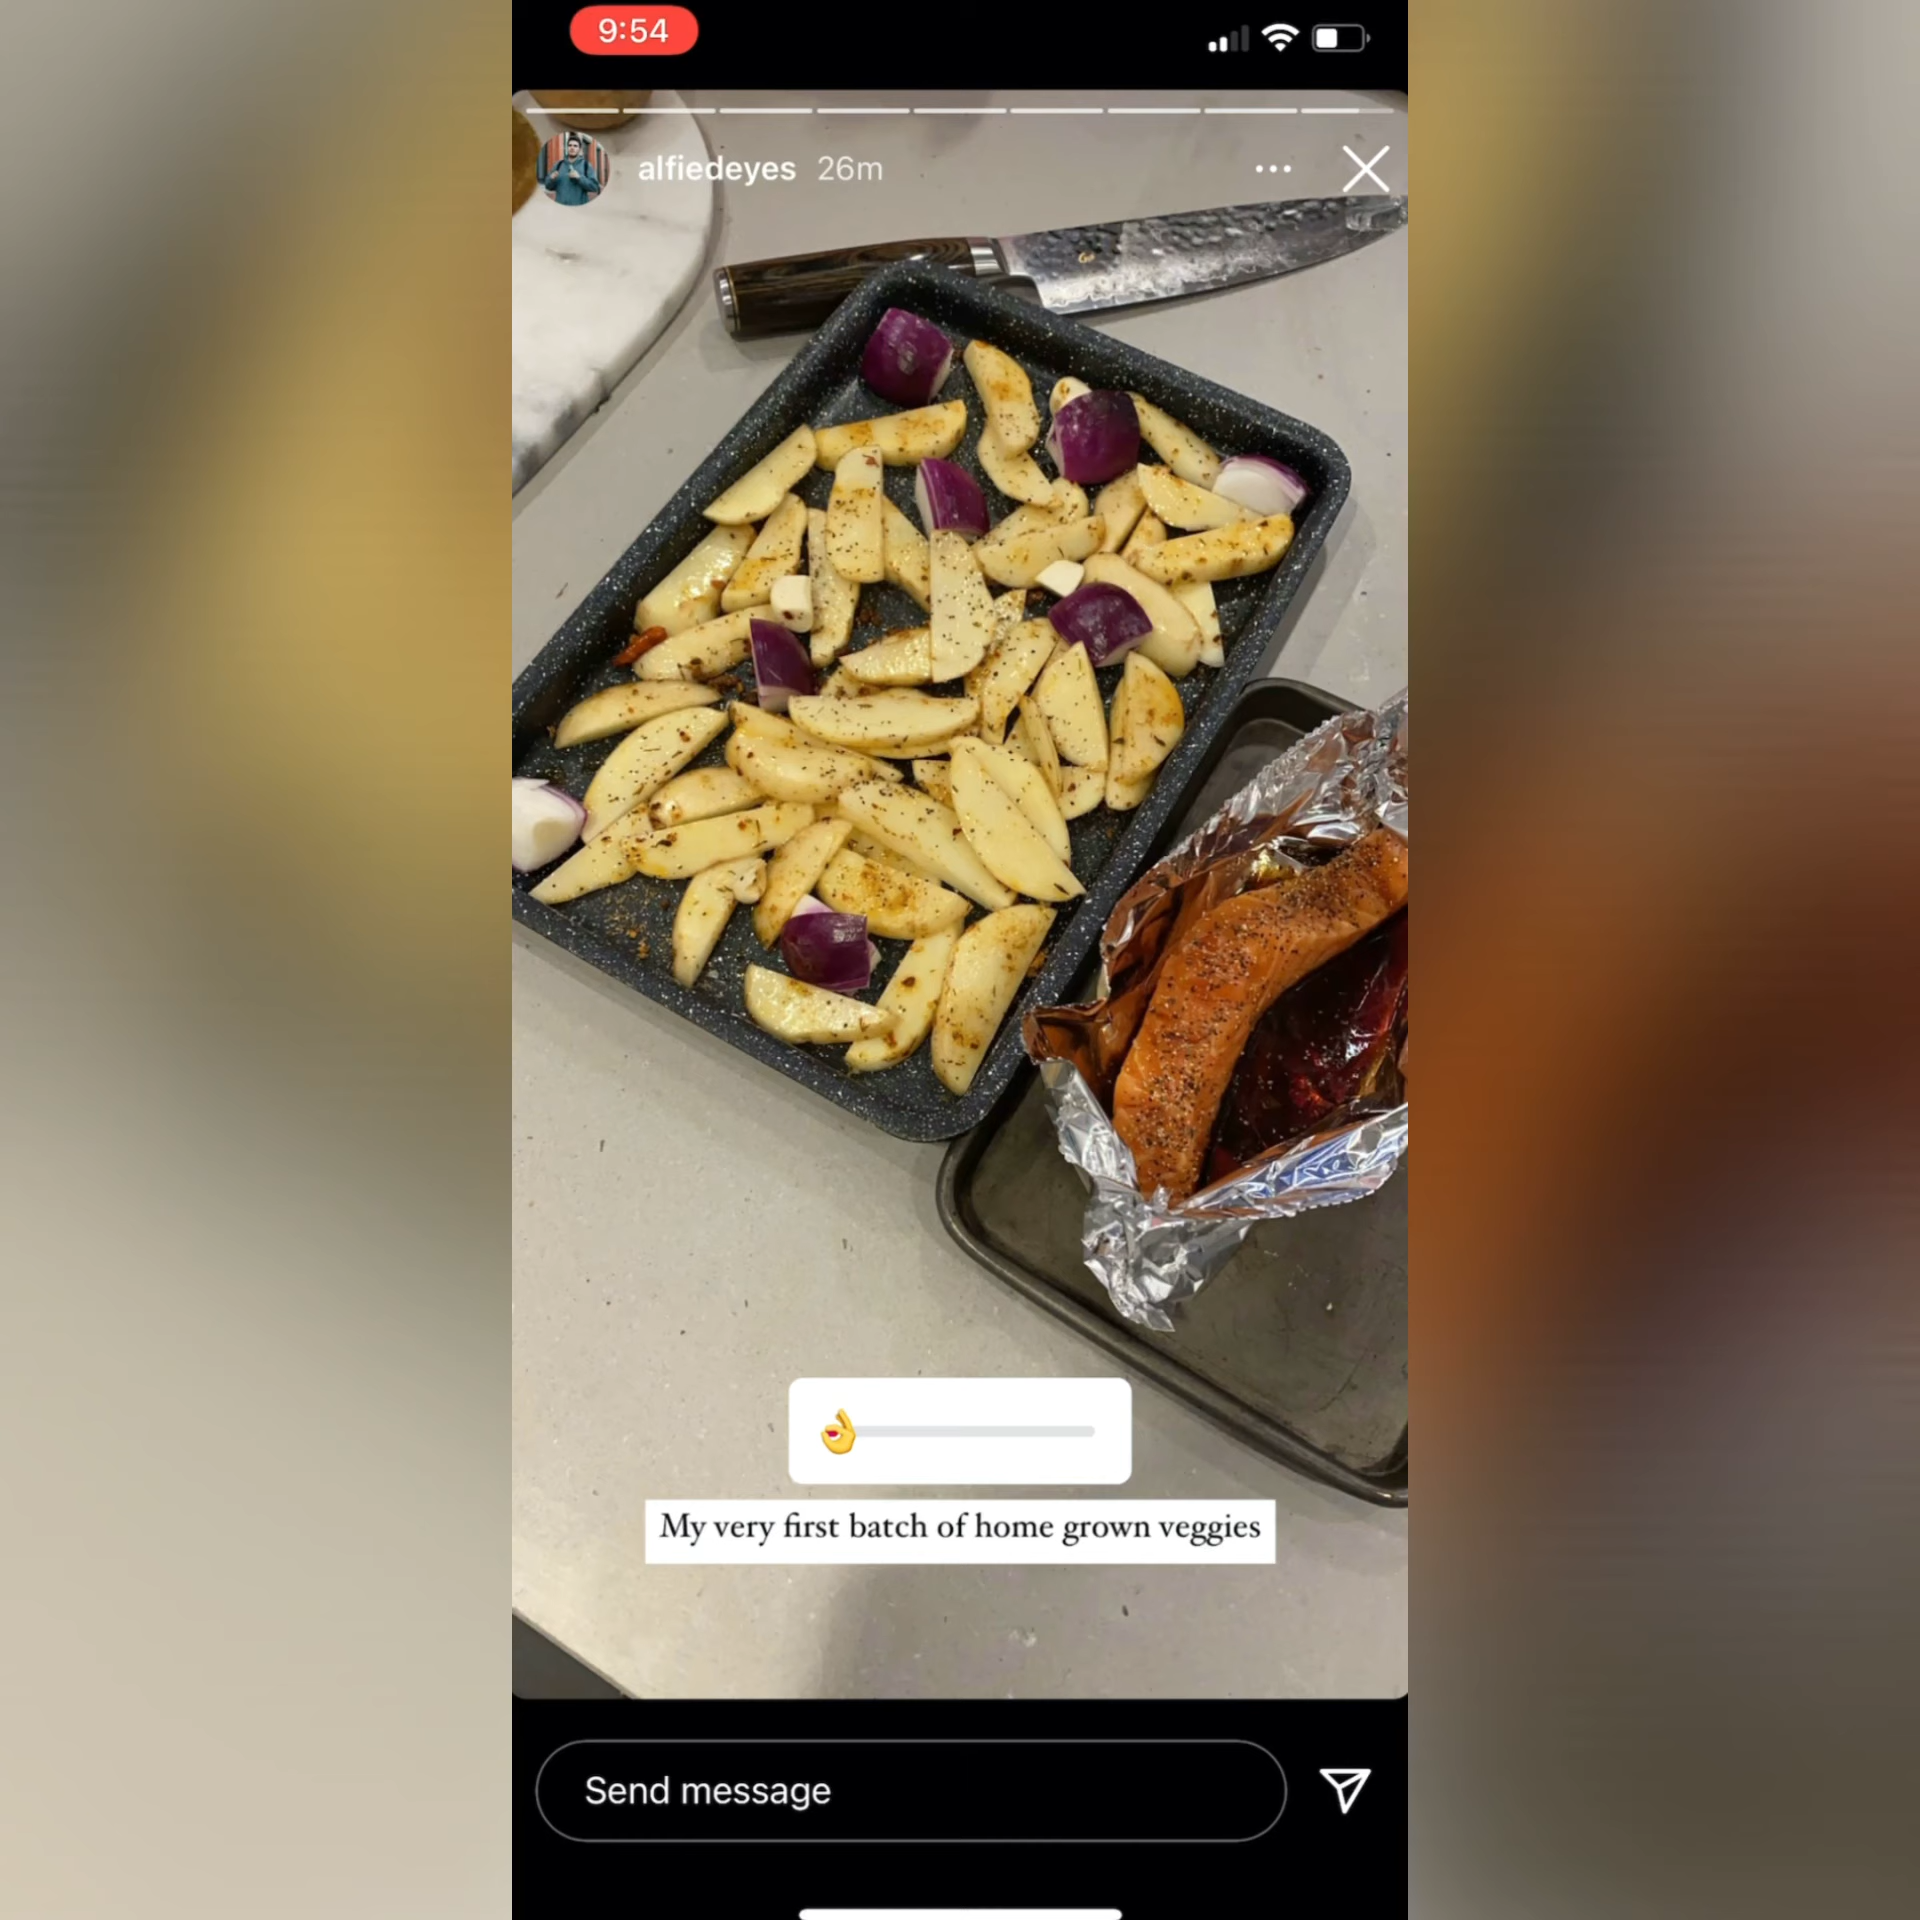 9:54
alfiedeyes 26m
My very first batch of home grown veggies
Send message